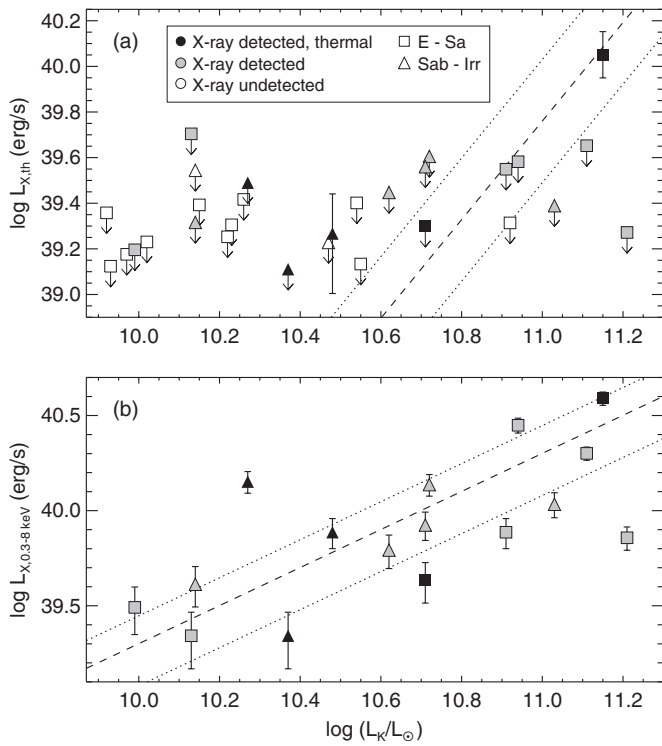 (a)
X-ray detected, thermal
X-ray detected
X-ray undetected
E - Sa
Sab - Irr
log L_X,th (erg/s)
40.2
40.0
39.8
39.6
39.4
39.2
39.0
10.0 10.2 10.4 10.6 10.8 11.0 11.2
(b)
log L_X,0.3-8 keV (erg/s)
40.5
40.0
39.5
10.0 10.2 10.4 10.6 10.8 11.0 11.2
log (L_K/L_⊙)